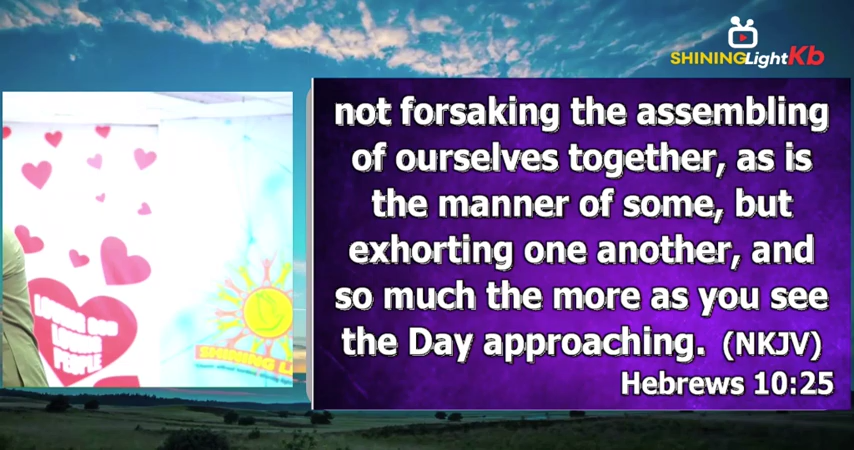 SHININGLightKb
not forsaking the assembling
of ourselves together, as is
the manner of some, but
exhorting one another, and
so much the more as you see
the Day approaching. (NKJV)
Hebrews 10:25
LOVING GOD
LOVING
PEOPLE
SHINING L